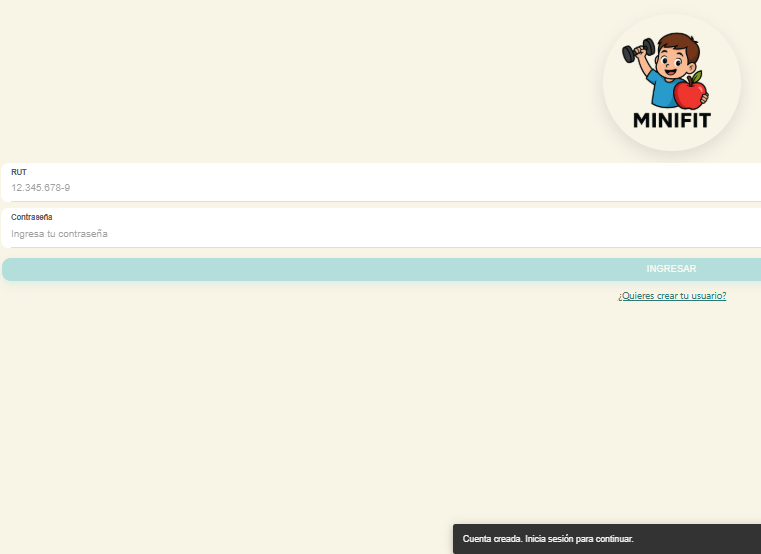 MINIFIT
RUT
12.345.678-9
Contraseña
Ingresa tu contraseña
INGRESAR
¿Quieres crear tu usuario?
Cuenta creada. Inicia sesión para continuar.